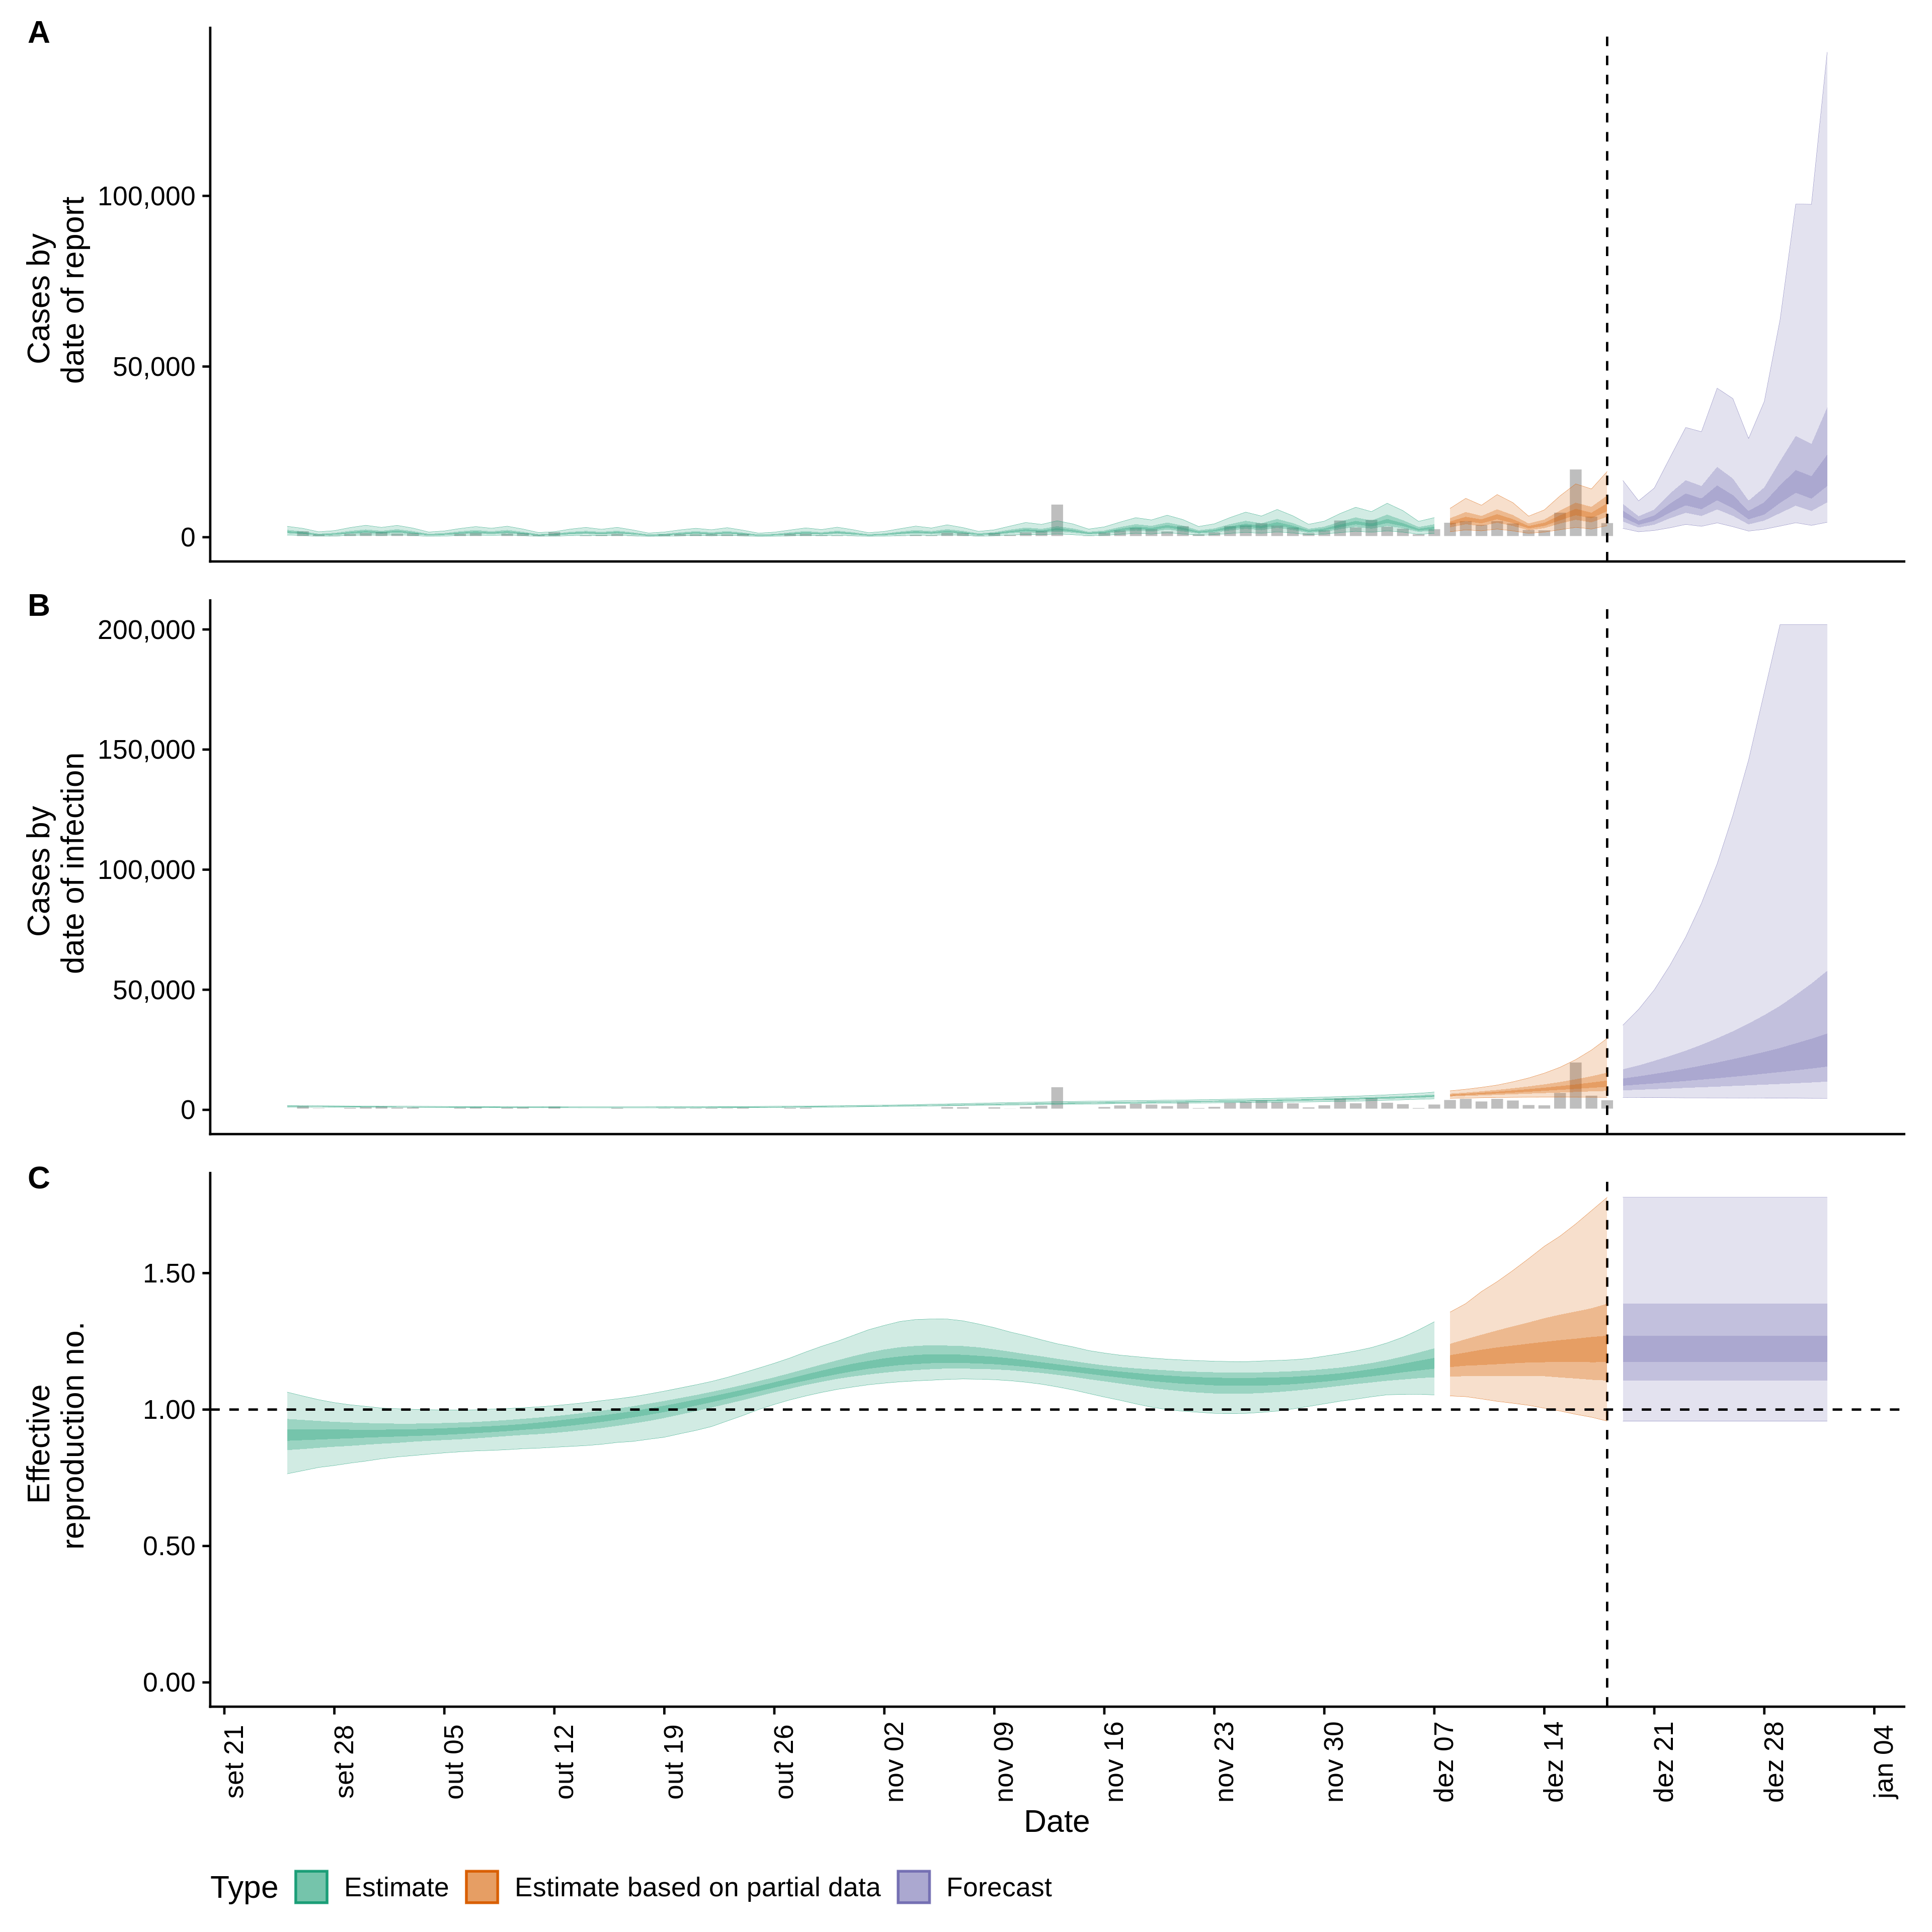 A
Cases by
date of report
100,000
50,000
0
B
Cases by
date of infection
200,000
150,000
100,000
50,000
0
C
Effective
reproduction no.
1.50
1.00
0.50
0.00
set 21
set 28
out 05
out 12
out 19
out 26
nov 02
nov 09
nov 16
nov 23
nov 30
dez 07
dez 14
dez 21
dez 28
jan 04
Date
Type Estimate Estimate based on partial data Forecast